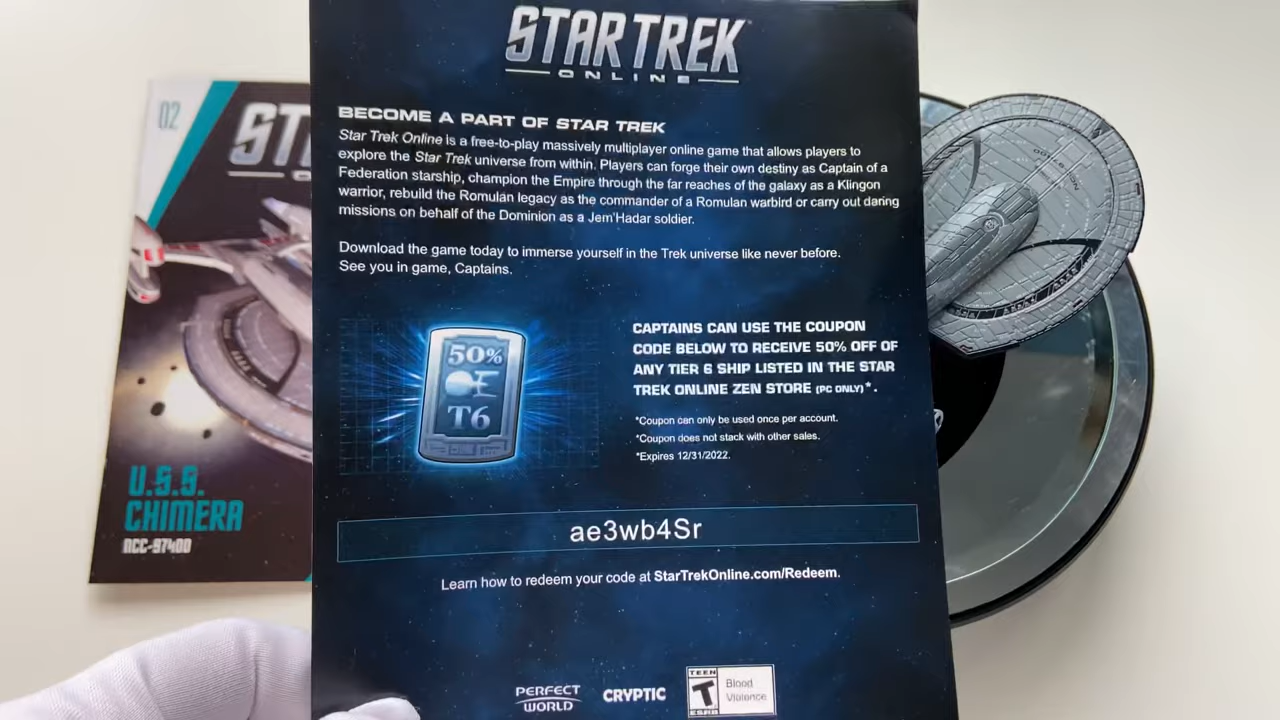 STAR TREK
ONLINE
BECOME A PART OF STAR TREK
Star Trek Online is a free-to-play massively multiplayer online game that allows players to
explore the Star Trek universe from within. Players can forge their own destiny as Captain of a
Federation starship, champion the Empire through the far reaches of the galaxy as a Klingon
warrior, rebuild the Romulan legacy as the commander of a Romulan warbird or carry out daring
missions on behalf of the Dominion as a Jem'Hadar soldier.
Download the game today to immerse yourself in the Trek universe like never before.
See you in game, Captains.
50%
T6
CAPTAINS CAN USE THE COUPON
CODE BELOW TO RECEIVE 50% OFF OF
ANY TIER 6 SHIP LISTED IN THE STAR
TREK ONLINE ZEN STORE (PC ONLY)*.
*Coupon can only be used once per account.
*Coupon does not stack with other sales.
*Expires 12/31/2022.
ae3wb4Sr
Learn how to redeem your code at StarTrekOnline.com/Redeem.
PERFECT
WORLD
CRYPTIC
TEEN
T
ESRB
Blood
Violence
02
ST
U.S.S.
CHIMERA
NCC-97400